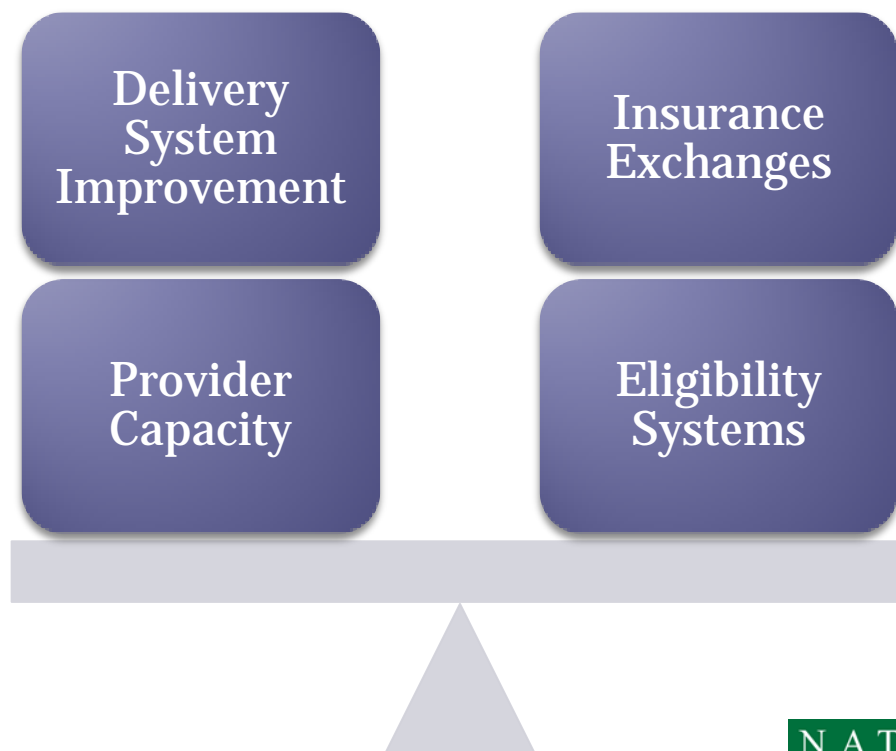 Delivery
System
Improvement
Insurance
Exchanges
Provider
Capacity
Eligibility
Systems
N A T